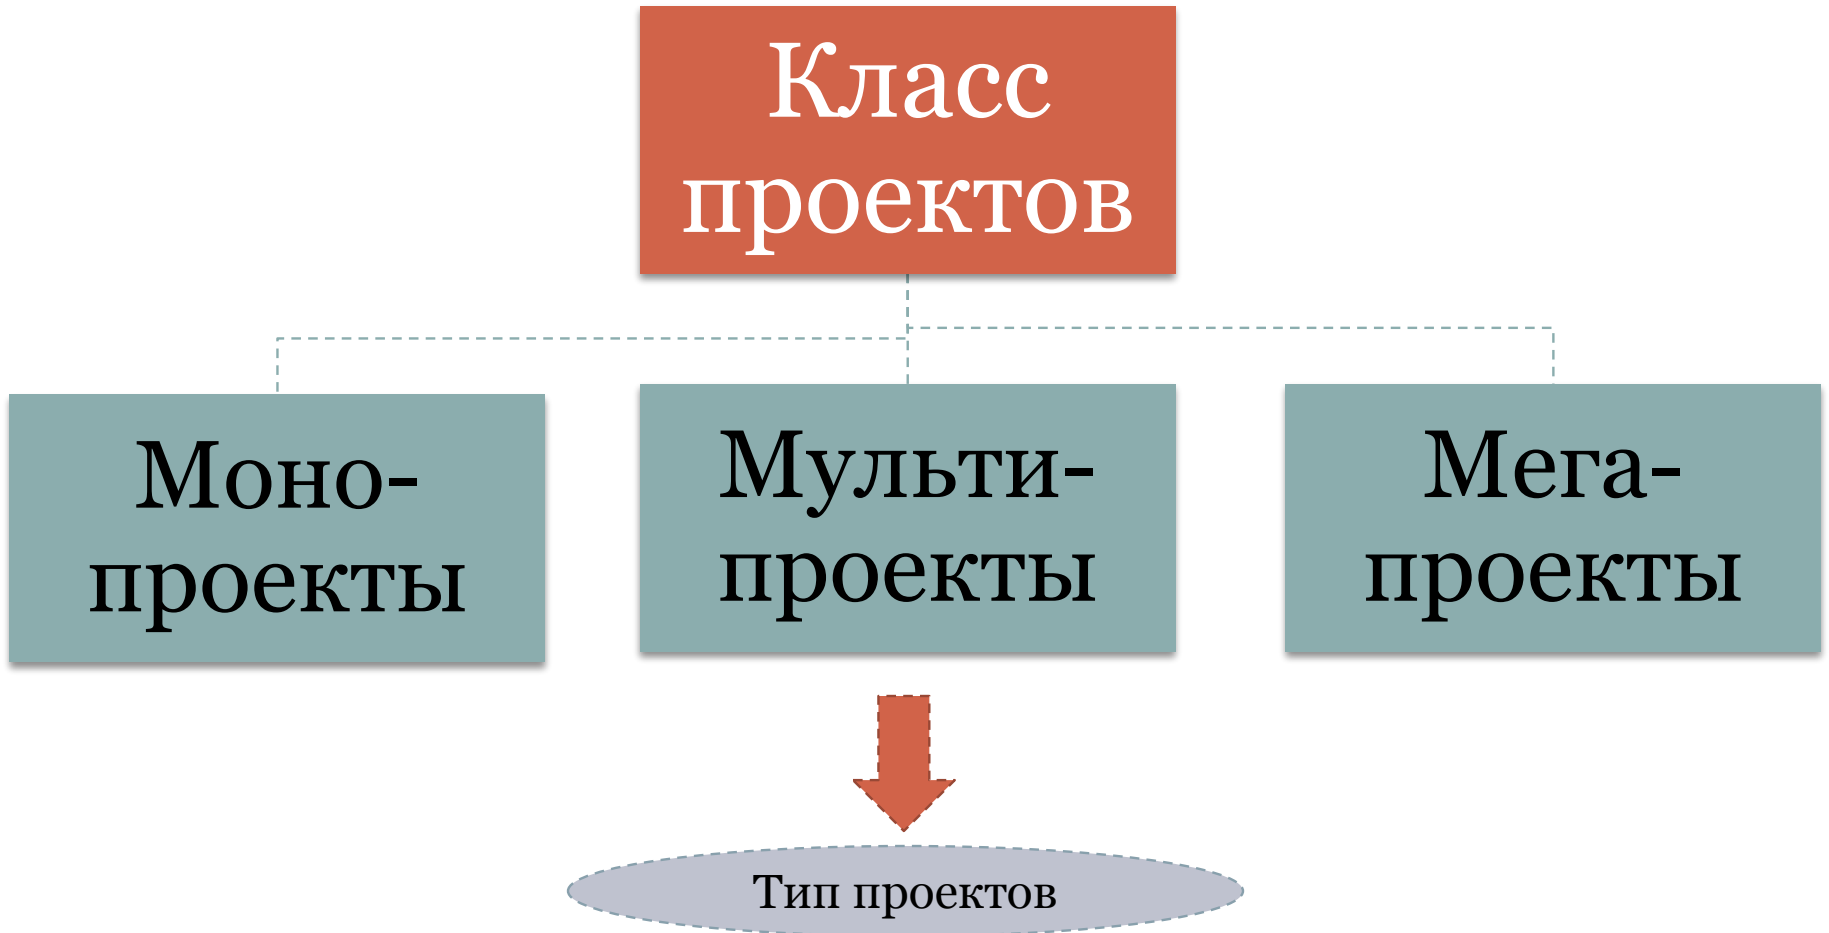 Класс
проектов
Моно-
проекты
Мульти-
проекты
Мега-
проекты
Тип проектов